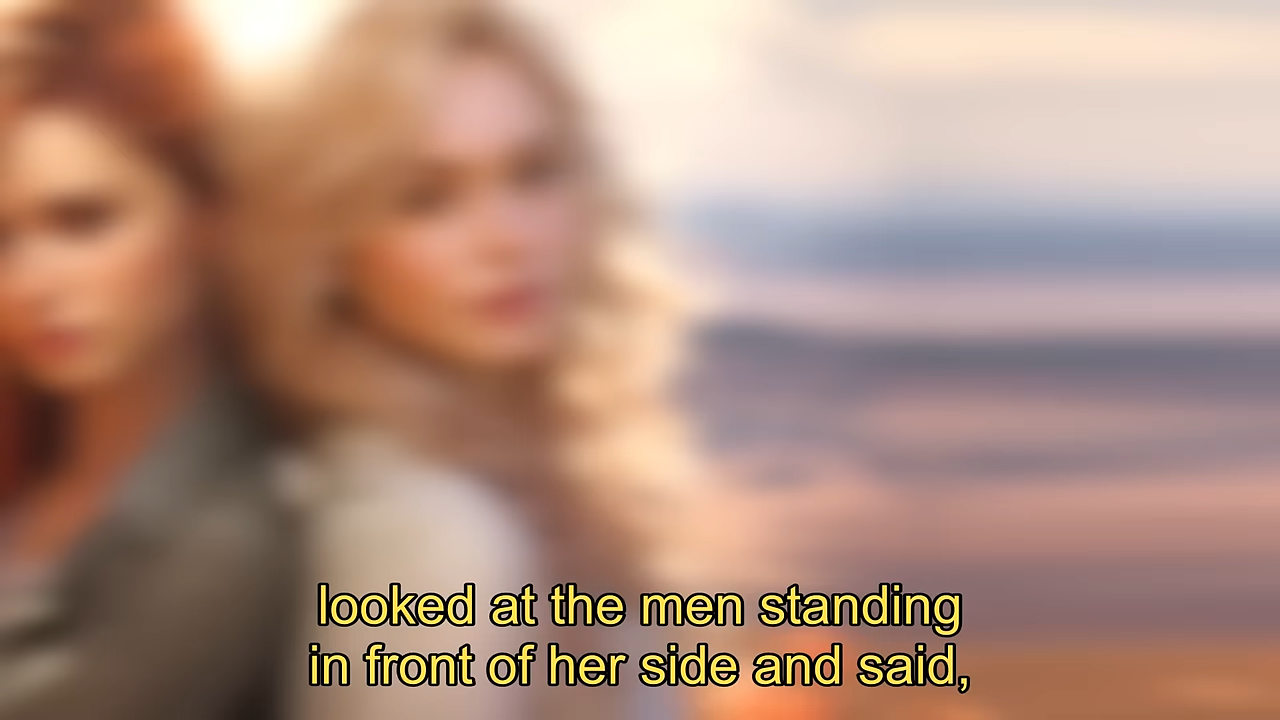 looked at the men standing
in front of her side and said,